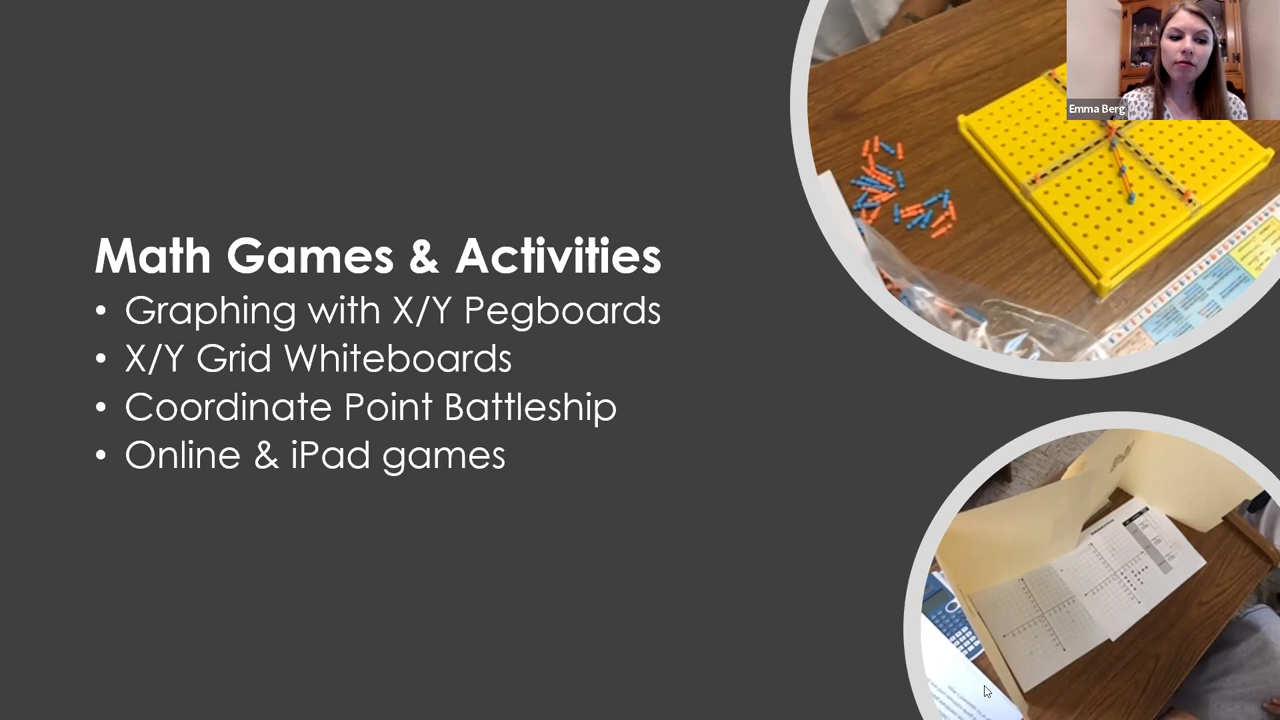 Emma Berg
Math Games & Activities
• Graphing with X/Y Pegboards
• X/Y Grid Whiteboards
• Coordinate Point Battleship
• Online & iPad games